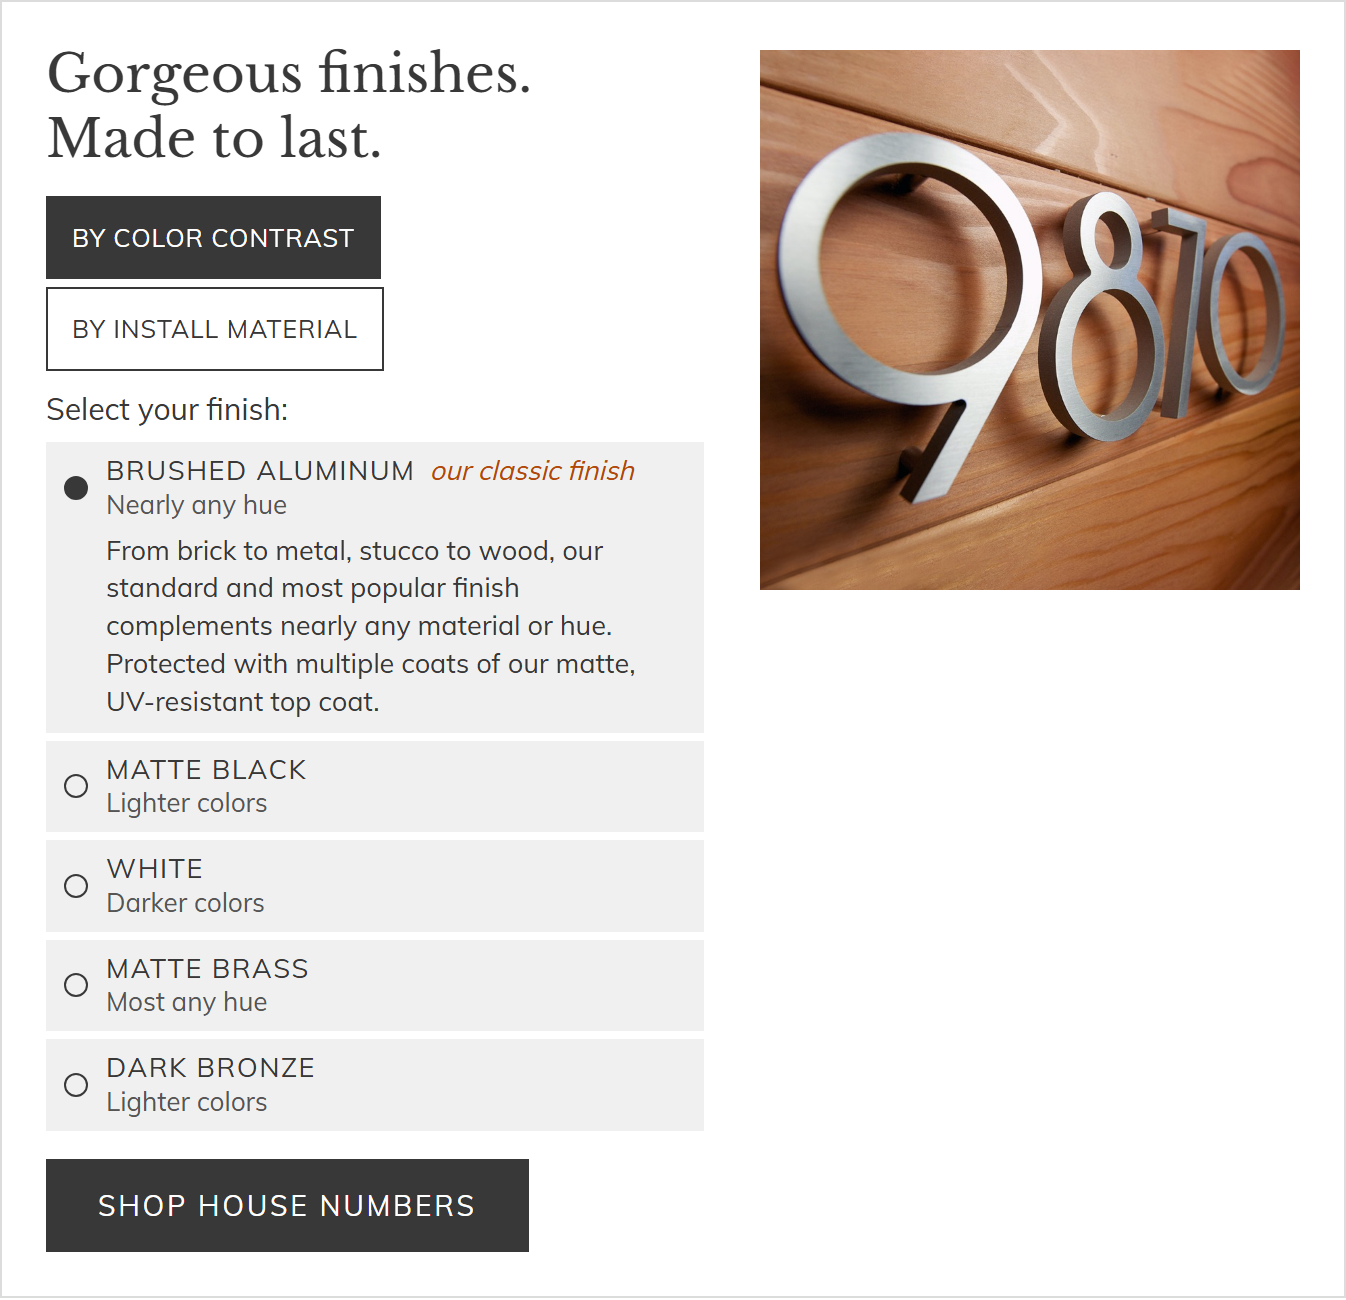 Gorgeous finishes.
Made to last.
BY COLOR CONTRAST
BY INSTALL MATERIAL
Select your finish:
BRUSHED ALUMINUM our classic finish
Nearly any hue
From brick to metal, stucco to wood, our
standard and most popular finish
complements nearly any material or hue.
Protected with multiple coats of our matte,
UV-resistant top coat.
MATTE BLACK
Lighter colors
WHITE
Darker colors
MATTE BRASS
Most any hue
DARK BRONZE
Lighter colors
SHOP HOUSE NUMBERS
9870